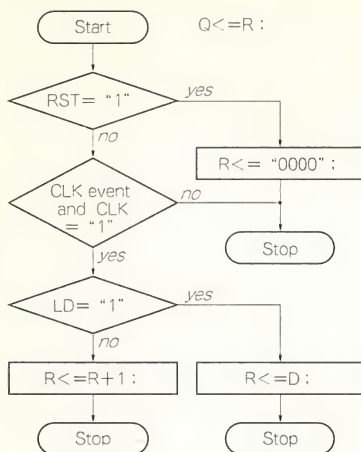 Start
Q<=R :
RST= “1”
yes
no
R<= “0000” :
CLK event
and CLK
= “1”
no
Stop
yes
LD= “1”
yes
no
R<=R+1 :
R<=D :
Stop
Stop